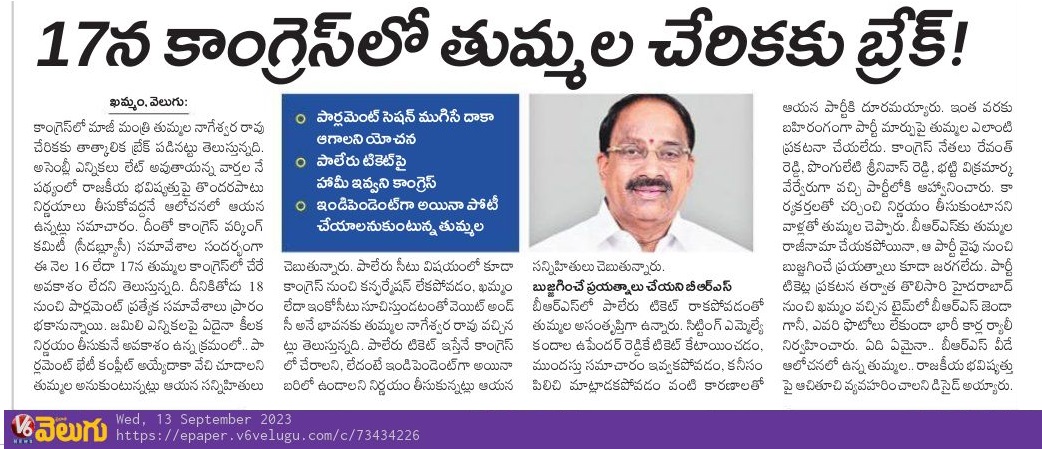 17న కాంగ్రెస్‌లో తుమ్మల చేరికకు బ్రేక్!
ఖమ్మం, వెలుగు:
కాంగ్రెస్‌లో మాజీ మంత్రి తుమ్మల నాగేశ్వర రావు
చేరికకు తాత్కాలిక బ్రేక్ పడినట్టు తెలుస్తున్నది.
అసెంబ్లీ ఎన్నికలు లేట్ అవుతాయన్న వార్తల నే
పథ్యంలో రాజకీయ భవిష్యత్తుపై తొందరపాటు
నిర్ణయాలు తీసుకోవద్దనే ఆలోచనలో ఆయన
ఉన్నట్లు సమాచారం. దీంతో కాంగ్రెస్ వర్కింగ్
కమిటీ (సీడబ్ల్యూసీ) సమావేశాల సందర్భంగా
ఈ నెల 16 లేదా 17న తుమ్మల కాంగ్రెస్‌లో చేరే
అవకాశం లేదని తెలుస్తున్నది. దీనికితోడు 18
నుంచి పార్లమెంట్ ప్రత్యేక సమావేశాలు ప్రారం
భకానున్నాయి. జమిలి ఎన్నికలపై ఏదైనా కీలక
నిర్ణయం తీసుకునే అవకాశం ఉన్న క్రమంలో.. పా
ర్లమెంట్ భేటీ కంప్లీట్ అయ్యేదాకా వేచి చూడాలని
తుమ్మల అనుకుంటున్నట్లు ఆయన సన్నిహితులు
పార్లమెంట్ సెషన్ ముగిసే దాకా
ఆగాలని యోచన
పాలేరు టికెట్‌పై
హామీ ఇవ్వని కాంగ్రెస్
ఇండిపెండెంట్‌గా అయినా పోటీ
చేయాలనుకుంటున్న తుమ్మల
చెబుతున్నారు. పాలేరు సీటు విషయంలో కూడా
కాంగ్రెస్ నుంచి కన్ఫర్మేషన్ లేకపోవడం, ఖమ్మం
లేదా ఇంకోసీటు సూచిస్తుండటంతో వెయిట్ అండ్
సీ అనే భావనకు తుమ్మల నాగేశ్వర రావు వచ్చిన
ట్లు తెలుస్తున్నది. పాలేరు టికెట్ ఇస్తేనే కాంగ్రెస్
లో చేరాలని, లేదంటే ఇండిపెండెంట్‌గా అయినా
బరిలో ఉండాలని నిర్ణయం తీసుకున్నట్లు ఆయన
సన్నిహితులు చెబుతున్నారు.
బుజ్జగించే ప్రయత్నాలు చేయని బీఆర్ఎస్
బీఆర్ఎస్‌లో పాలేరు టికెట్ రాకపోవడంతో
తుమ్మల అసంతృప్తిగా ఉన్నారు. సిట్టింగ్ ఎమ్మెల్యే
కందాల ఉపేందర్ రెడ్డికే టికెట్ కేటాయించడం,
ముందస్తు సమాచారం ఇవ్వకపోవడం, కనీసం
పిలిచి మాట్లాడకపోవడం వంటి కారణాలతో
ఆయన పార్టీకి దూరమయ్యారు. ఇంత వరకు
బహిరంగంగా పార్టీ మార్పుపై తుమ్మల ఎలాంటి
ప్రకటనా చేయలేదు. కాంగ్రెస్ నేతలు రేవంత్
రెడ్డి, పొంగులేటి శ్రీనివాస్ రెడ్డి, భట్టి విక్రమార్క
వేర్వేరుగా వచ్చి పార్టీలోకి ఆహ్వానించారు. కా
ర్యకర్తలతో చర్చించి నిర్ణయం తీసుకుంటానని
వాళ్లతో తుమ్మల చెప్పారు. బీఆర్ఎస్‌కు తుమ్మల
రాజీనామా చేయకపోయినా, ఆ పార్టీ వైపు నుంచి
బుజ్జగించే ప్రయత్నాలు కూడా జరగలేదు. పార్టీ
టికెట్ల ప్రకటన తర్వాత తొలిసారి హైదరాబాద్
నుంచి ఖమ్మం వచ్చిన టైమ్‌లో బీఆర్ఎస్ జెండా
గానీ, ఎవరి ఫొటోలు లేకుండా భారీ కార్ల ర్యాలీ
నిర్వహించారు. ఏది ఏమైనా.. బీఆర్ఎస్ వీడే
ఆలోచనలో ఉన్న తుమ్మల.. రాజకీయ భవిష్యత్తు
పై ఆచితూచి వ్యవహరించాలని డిసైడ్ అయ్యారు.
V6 వెలుగు
NEWS
Wed, 13 September 2023
https://epaper.v6velugu.com/c/73434226